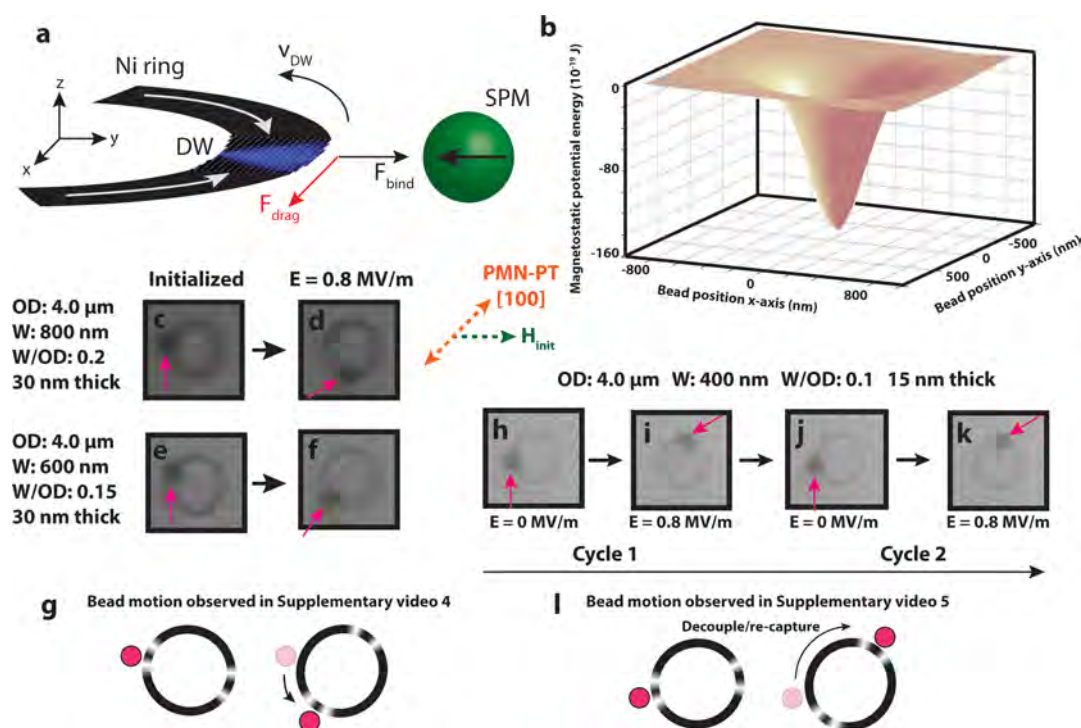 a
Ni ring
v_DW
SPM
z
y
x
DW
F_bind
F_drag
b
Magnetostatic potential energy (10⁻¹⁹ J)
0
-80
-160
-800
0
800
Bead position x-axis (nm)
500
0
-500
Bead position y-axis (nm)
Initialized
E = 0.8 MV/m
OD: 4.0 µm
W: 800 nm
W/OD: 0.2
30 nm thick
c
d
PMN-PT
[100]
H_init
OD: 4.0 µm
W: 600 nm
W/OD: 0.15
30 nm thick
e
f
OD: 4.0 µm W: 400 nm W/OD: 0.1 15 nm thick
h
i
j
k
E = 0 MV/m
E = 0.8 MV/m
E = 0 MV/m
E = 0.8 MV/m
Cycle 1
Cycle 2
g
Bead motion observed in Supplementary video 4
l
Bead motion observed in Supplementary video 5
Decouple/re-capture